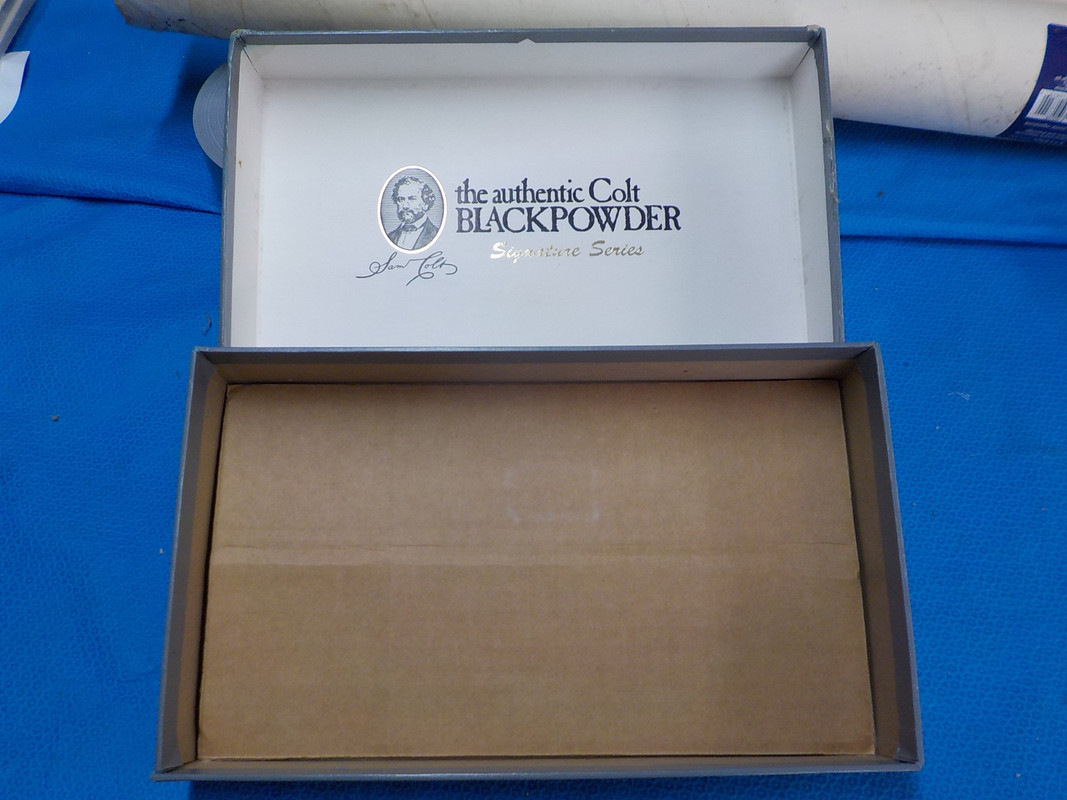 the authentic Colt
BLACKPOWDER
Signature Series
Sam Colt